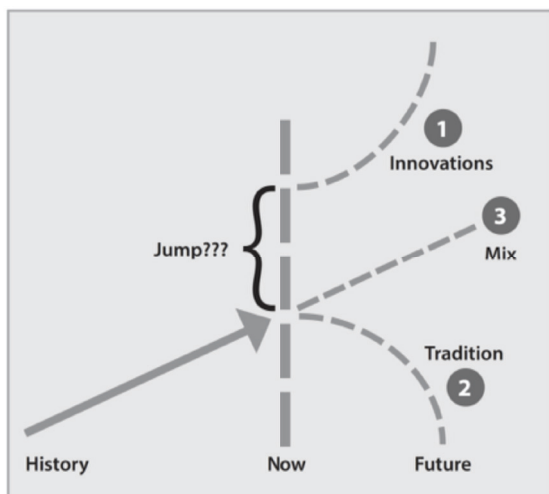 1
Innovations
3
Jump???
Mix
Tradition
2
History Now Future